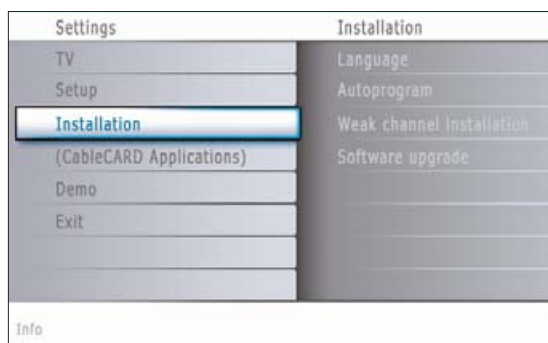 Settings
TV
Setup
Installation
(CableCARD Applications)
Demo
Exit
Installation
Language
Autoprogram
Weak channel installation
Software upgrade
Info